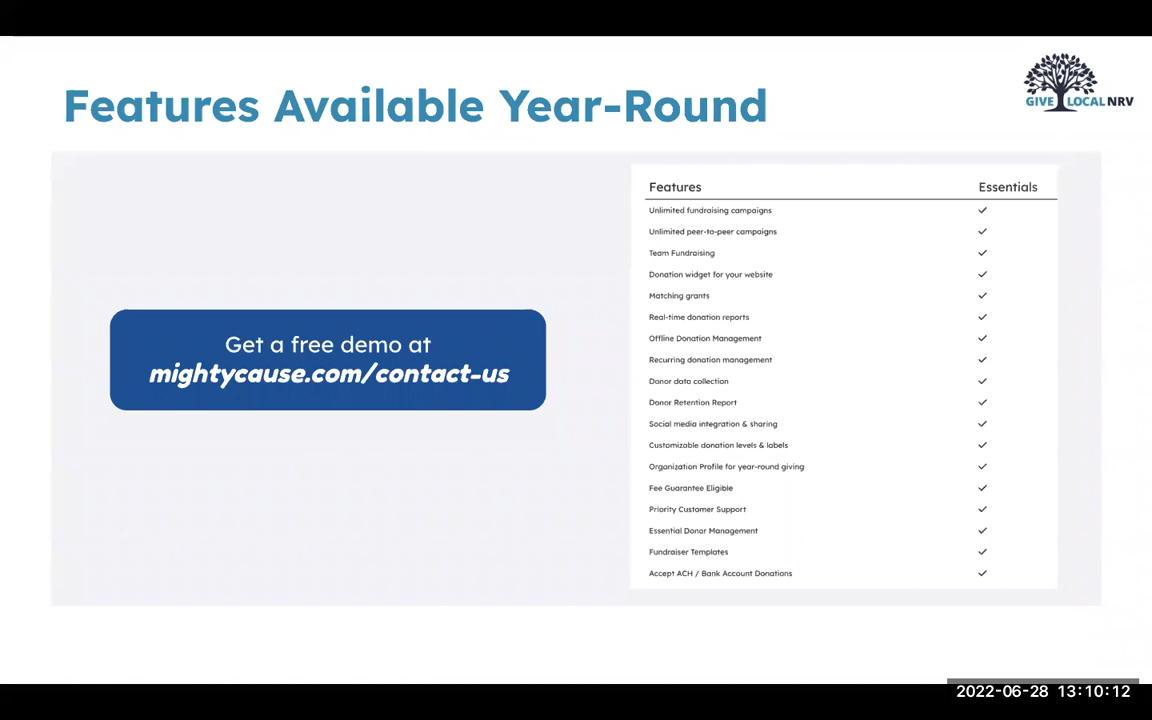 Features Available Year-Round
GIVE LOCAL NRV
Get a free demo at
mightycause.com/contact-us
Features Essentials
Unlimited fundraising campaigns ✓
Unlimited peer-to-peer campaigns ✓
Team Fundraising ✓
Donation widget for your website ✓
Matching grants ✓
Real-time donation reports ✓
Offline Donation Management ✓
Recurring donation management ✓
Donor data collection ✓
Donor Retention Report ✓
Social media integration & sharing ✓
Customizable donation levels & labels ✓
Organization Profile for year-round giving ✓
Fee Guarantee Eligible ✓
Priority Customer Support ✓
Essential Donor Management ✓
Fundraiser Templates ✓
Accept ACH / Bank Account Donations ✓
2022-06-28 13:10:12